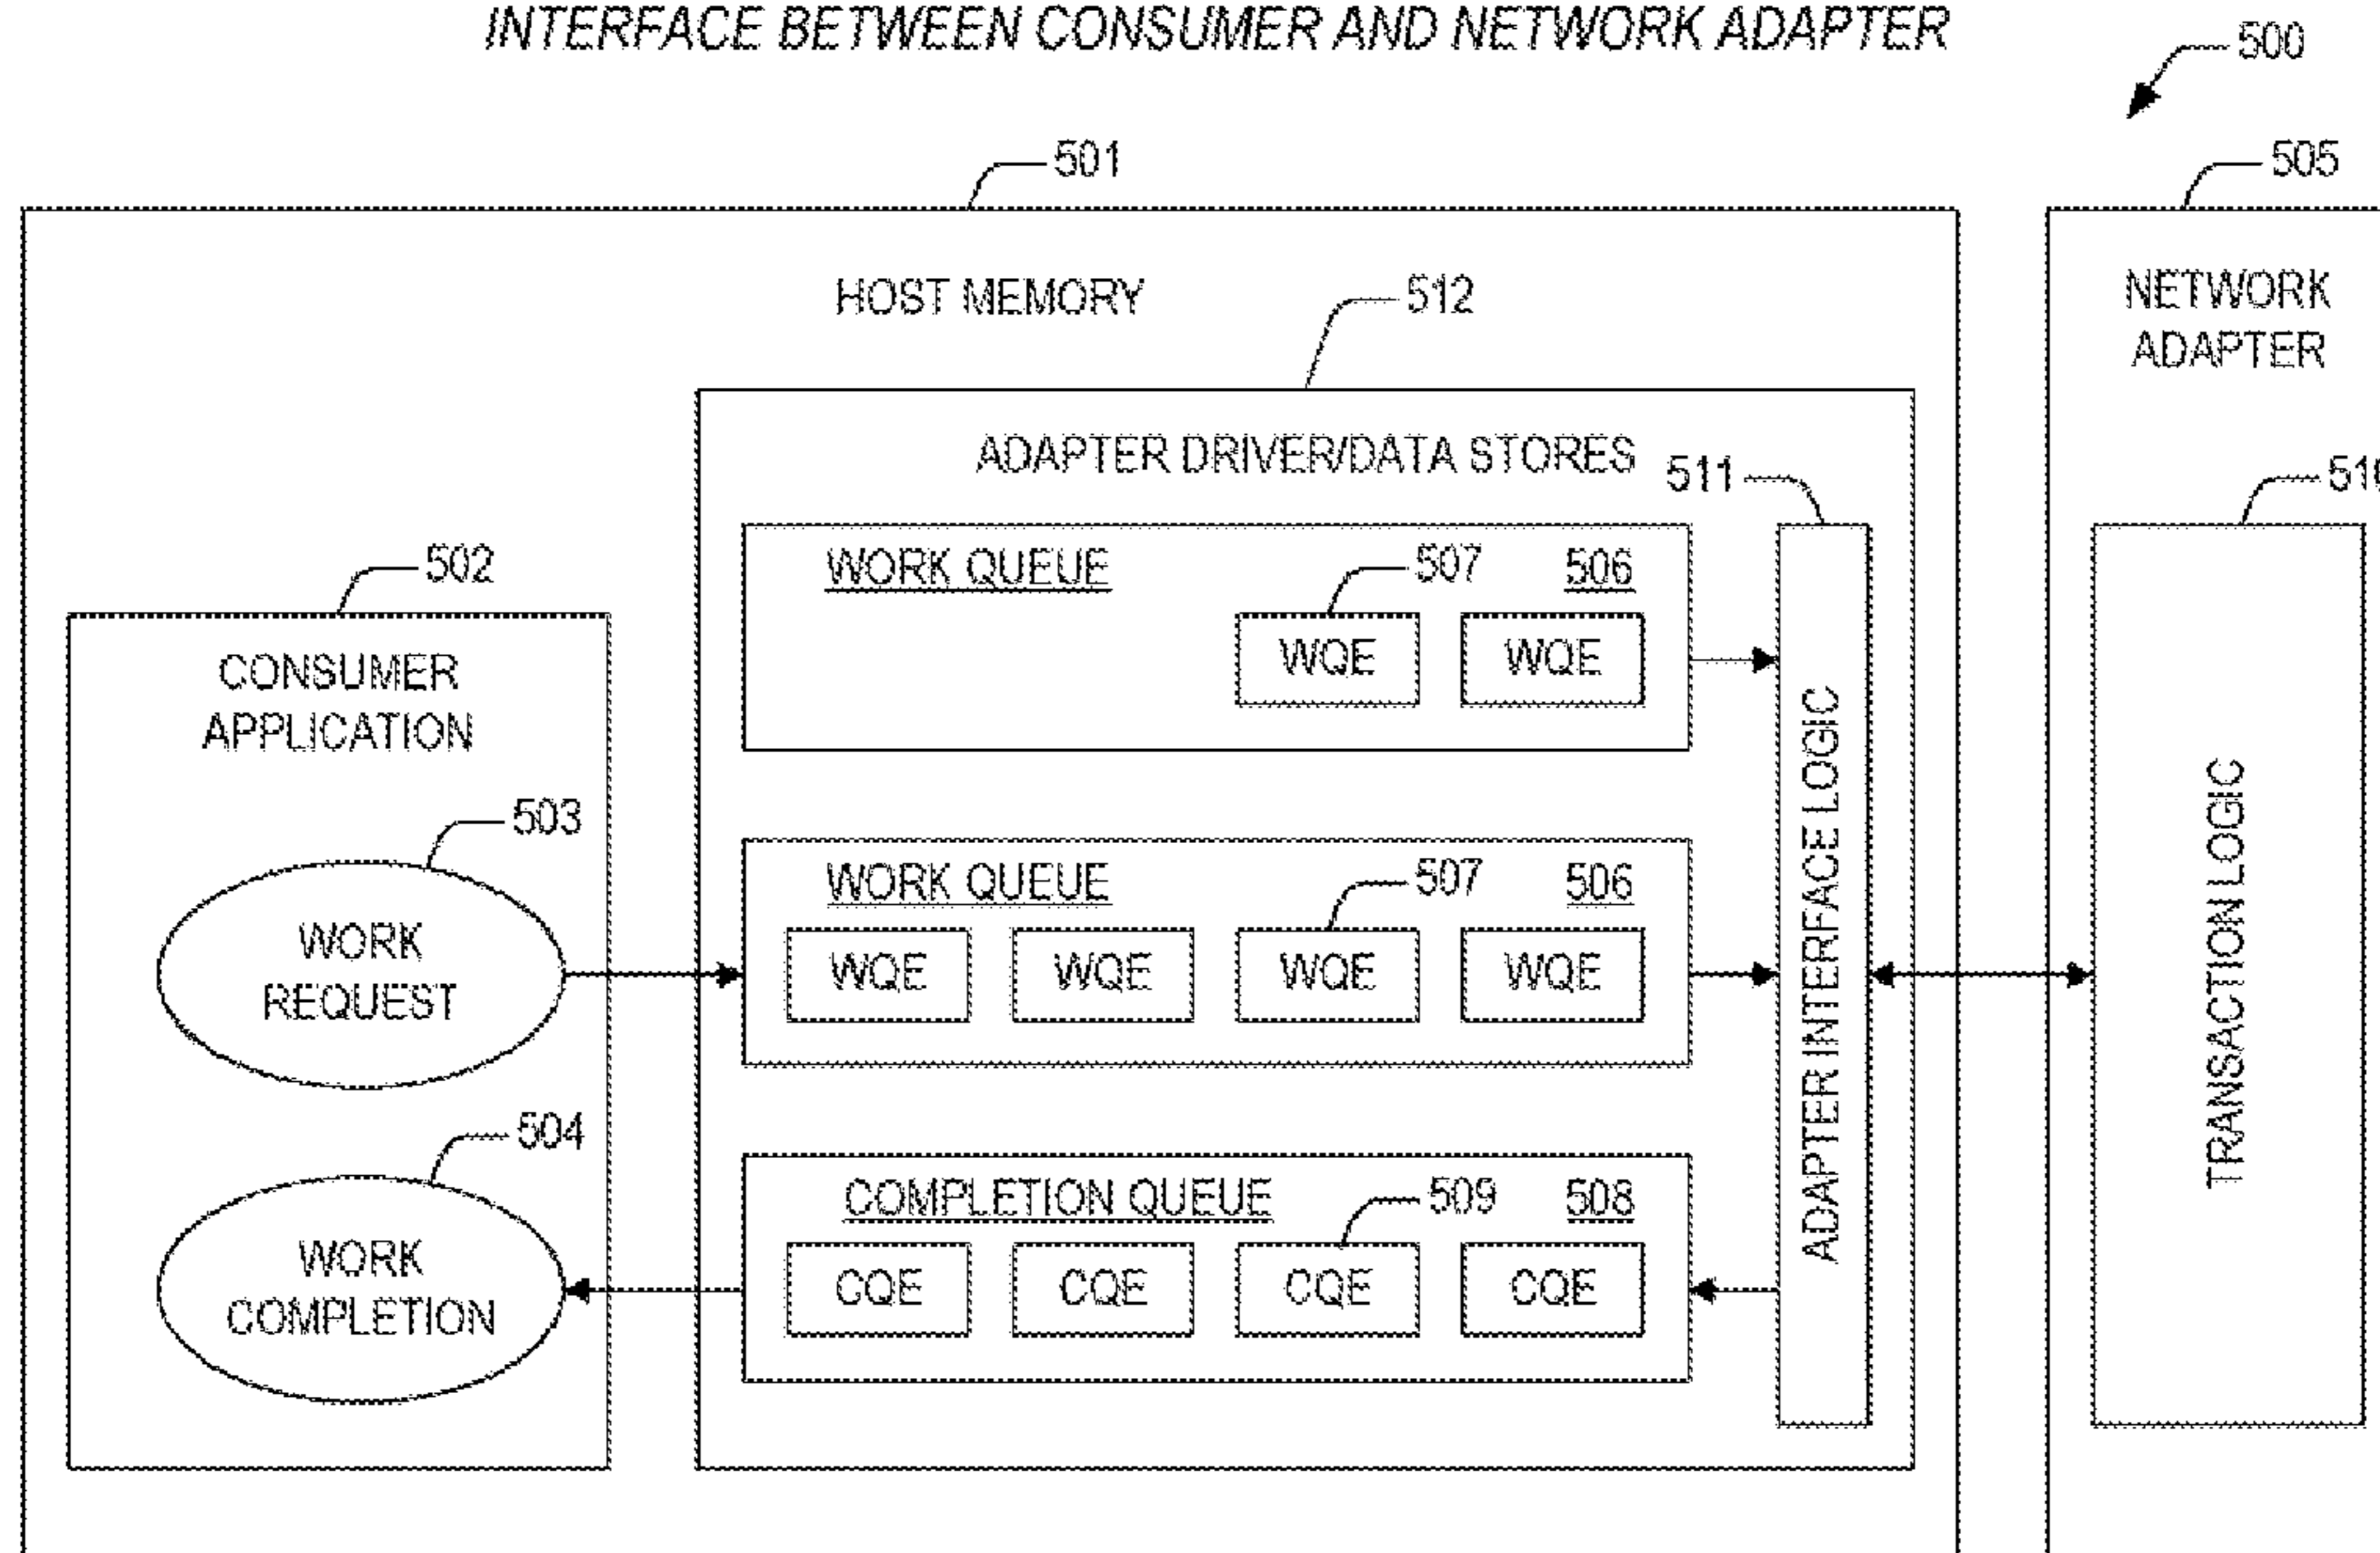 INTERFACE BETWEEN CONSUMER AND NETWORK ADAPTER
500
501
505
HOST MEMORY
512
NETWORK
ADAPTER
ADAPTER DRIVER/DATA STORES
511
WORK QUEUE 507 506
WQE WQE
502
CONSUMER
APPLICATION
503
WORK
REQUEST
WORK QUEUE 507 506
WQE WQE WQE WQE
ADAPTER INTERFACE LOGIC
TRANSACTION LOGIC
504
WORK
COMPLETION
COMPLETION QUEUE 509 508
CQE CQE CQE CQE